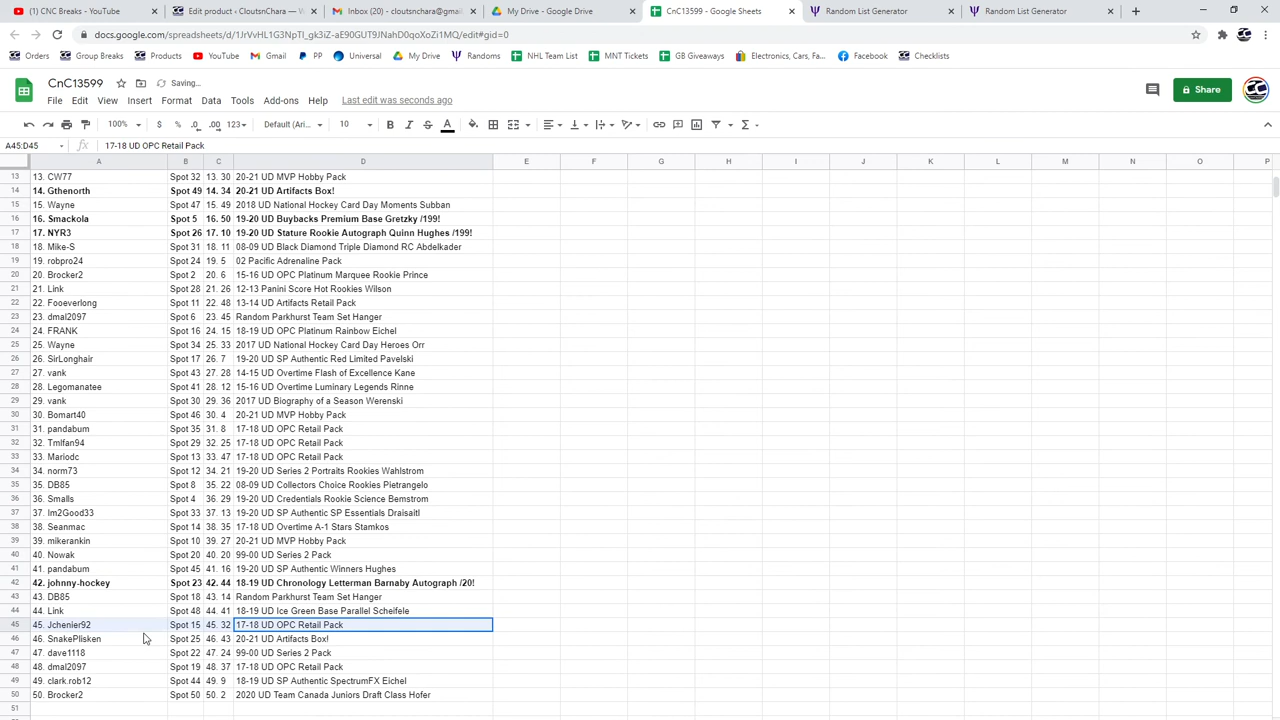 CNC Breaks - YouTube
Edit product ‹ CloutsnChara —
Inbox (20) - cloutsnchara@gmai
My Drive - Google Drive
CnC13599 - Google Sheets
Random List Generator
Random List Generator
Orders
Group Breaks
Products
YouTube
Gmail
PP
Universal
My Drive
Randoms
NHL Team List
MNT Tickets
GB Giveaways
Electronics, Cars, Fa...
Facebook
Checklists
CnC13599
Saving...
File Edit View Insert Format Data Tools Add-ons Help Last edit was seconds ago
Share
100% $ % .0 .00 123 Default (Ari... 10 B I S A
A45:D45 fx 17-18 UD OPC Retail Pack
A B C D E F G H I J K L M N O P
13 13. CW77 Spot 32 13. 30 20-21 UD MVP Hobby Pack
14 14. Gthenorth Spot 49 14. 34 20-21 UD Artifacts Box!
15 15. Wayne Spot 47 15. 49 2018 UD National Hockey Card Day Moments Subban
16 16. Smackola Spot 5 16. 50 19-20 UD Buybacks Premium Base Gretzky /199!
17 17. NYR3 Spot 26 17. 10 19-20 UD Stature Rookie Autograph Quinn Hughes /199!
18 18. Mike-S Spot 31 18. 11 08-09 UD Black Diamond Triple Diamond RC Abdelkader
19 19. robpro24 Spot 24 19. 5 02 Pacific Adrenaline Pack
20 20. Brocker2 Spot 2 20. 6 15-16 UD OPC Platinum Marquee Rookie Prince
21 21. Link Spot 28 21. 26 12-13 Panini Score Hot Rookies Wilson
22 22. Fooeverlong Spot 11 22. 48 13-14 UD Artifacts Retail Pack
23 23. dmal2097 Spot 6 23. 45 Random Parkhurst Team Set Hanger
24 24. FRANK Spot 16 24. 15 18-19 UD OPC Platinum Rainbow Eichel
25 25. Wayne Spot 34 25. 33 2017 UD National Hockey Card Day Heroes Orr
26 26. SirLonghair Spot 17 26. 7 19-20 UD SP Authentic Red Limited Pavelski
27 27. vank Spot 43 27. 28 14-15 UD Overtime Flash of Excellence Kane
28 28. Legomanatee Spot 41 28. 12 15-16 UD Overtime Luminary Legends Rinne
29 29. vank Spot 30 29. 36 2017 UD Biography of a Season Werenski
30 30. Bomart40 Spot 46 30. 4 20-21 UD MVP Hobby Pack
31 31. pandabum Spot 35 31. 8 17-18 UD OPC Retail Pack
32 32. Tmlfan94 Spot 29 32. 25 17-18 UD OPC Retail Pack
33 33. Mariodc Spot 13 33. 47 17-18 UD OPC Retail Pack
34 34. norm73 Spot 12 34. 21 19-20 UD Series 2 Portraits Rookies Wahlstrom
35 35. DB85 Spot 8 35. 22 08-09 UD Collectors Choice Rookies Pietrangelo
36 36. Smalls Spot 4 36. 29 19-20 UD Credentials Rookie Science Bemstrom
37 37. Im2Good33 Spot 33 37. 13 19-20 UD SP Authentic SP Essentials Draisaitl
38 38. Seanmac Spot 14 38. 35 17-18 UD Overtime A-1 Stars Stamkos
39 39. mikerankin Spot 10 39. 27 20-21 UD MVP Hobby Pack
40 40. Nowak Spot 20 40. 20 99-00 UD Series 2 Pack
41 41. pandabum Spot 45 41. 16 19-20 UD SP Authentic Winners Hughes
42 42. johnny-hockey Spot 23 42. 44 18-19 UD Chronology Letterman Barnaby Autograph /20!
43 43. DB85 Spot 18 43. 14 Random Parkhurst Team Set Hanger
44 44. Link Spot 48 44. 41 18-19 UD Ice Green Base Parallel Scheifele
45 45. Jchenier92 Spot 15 45. 32 17-18 UD OPC Retail Pack
46 46. SnakePlisken Spot 25 46. 43 20-21 UD Artifacts Box!
47 47. dave1118 Spot 22 47. 24 99-00 UD Series 2 Pack
48 48. dmal2097 Spot 19 48. 37 17-18 UD OPC Retail Pack
49 49. clark.rob12 Spot 44 49. 9 18-19 UD SP Authentic SpectrumFX Eichel
50 50. Brocker2 Spot 50 50. 2 2020 UD Team Canada Juniors Draft Class Hofer
51